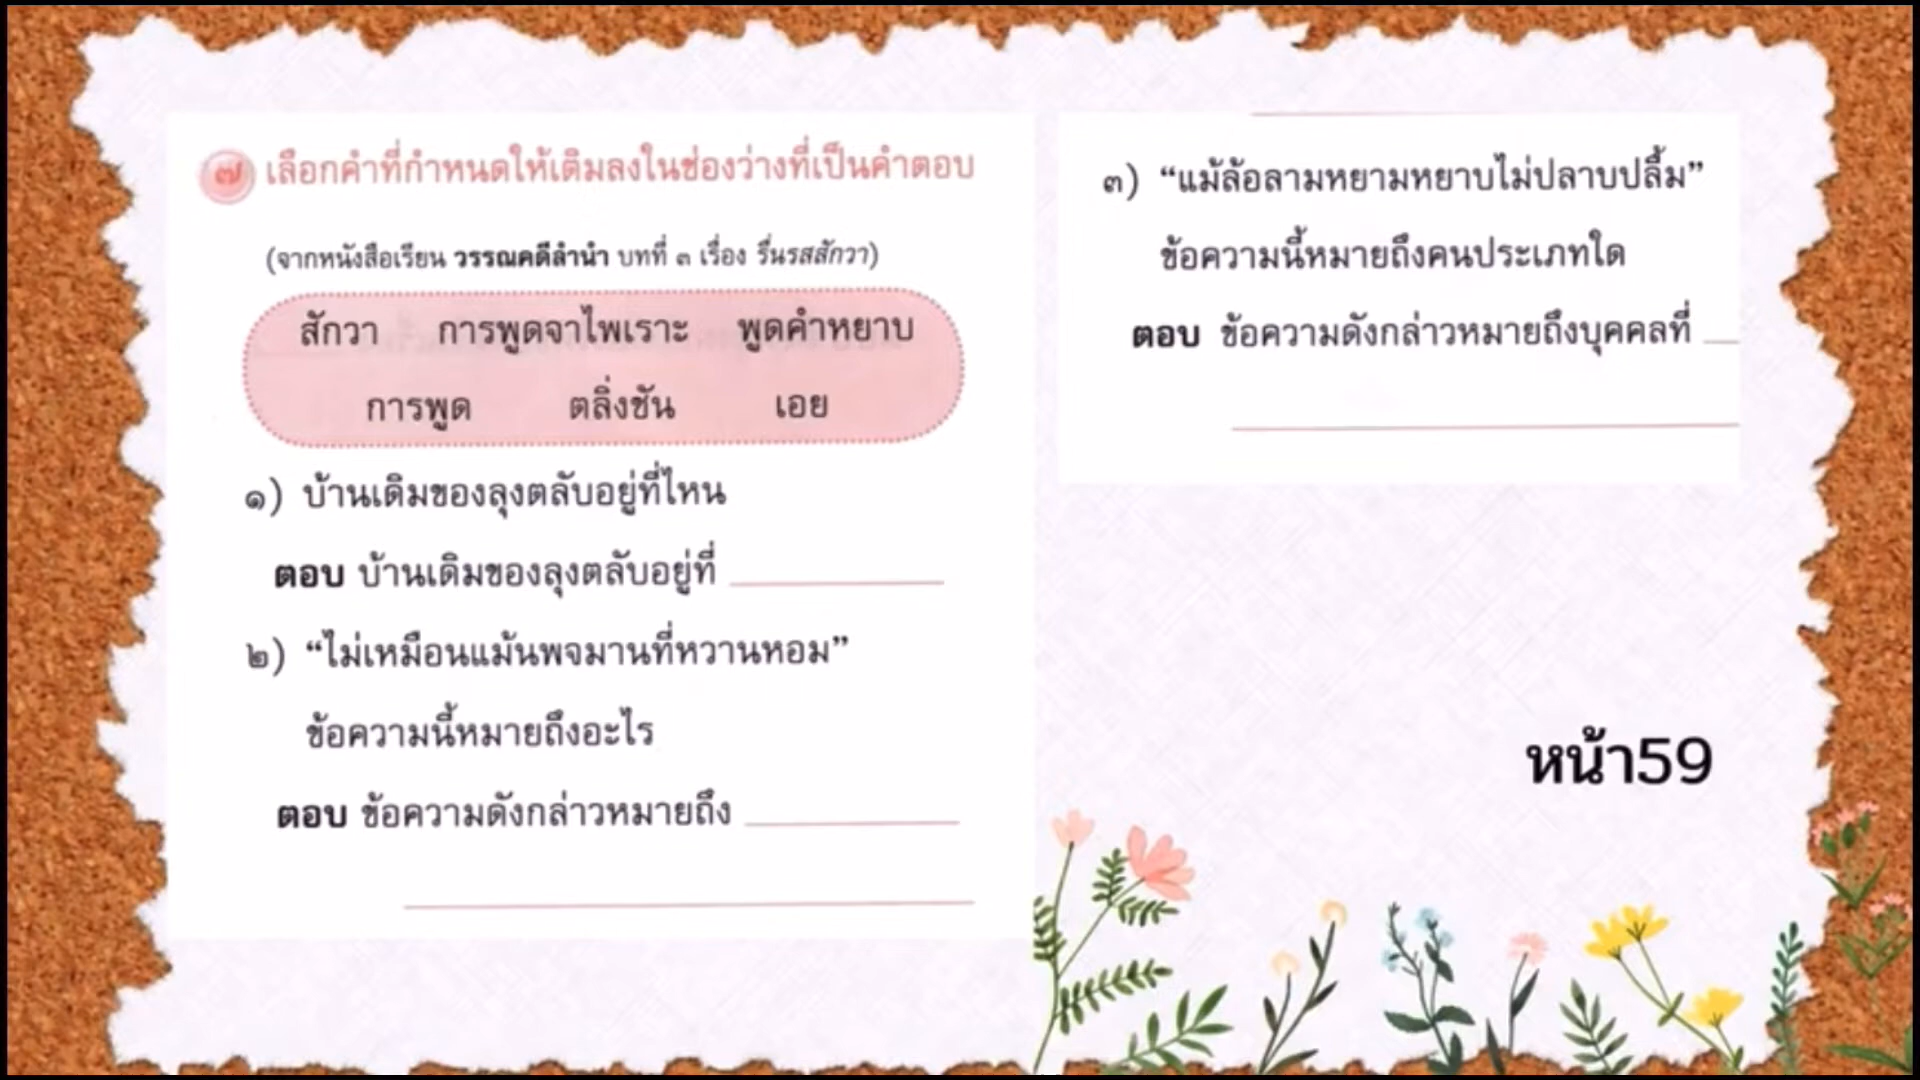 ๗ เลือกคำที่กำหนดให้เติมลงในช่องว่างที่เป็นคำตอบ
(จากหนังสือเรียน วรรณคดีลำนำ บทที่ ๓ เรื่อง รื่นรสสักวา)
สักวา การพูดจาไพเราะ พูดคำหยาบ
การพูด ตลิ่งชัน เอย
๑) บ้านเดิมของลุงตลับอยู่ที่ไหน
ตอบ บ้านเดิมของลุงตลับอยู่ที่
๒) “ไม่เหมือนแม้นพจมานที่หวานหอม”
ข้อความนี้หมายถึงอะไร
ตอบ ข้อความดังกล่าวหมายถึง
๓) “แม้ล้อลามหยามหยาบไม่ปลาบปลื้ม”
ข้อความนี้หมายถึงคนประเภทใด
ตอบ ข้อความดังกล่าวหมายถึงบุคคลที่
หน้า59